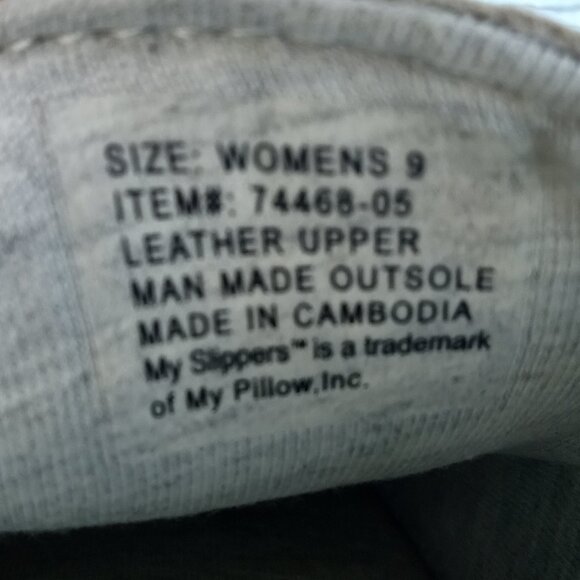 SIZE: WOMENS 9
ITEM#: 74468-05
LEATHER UPPER
MAN MADE OUTSOLE
MADE IN CAMBODIA
My Slippers™ is a trademark
of My Pillow,Inc.